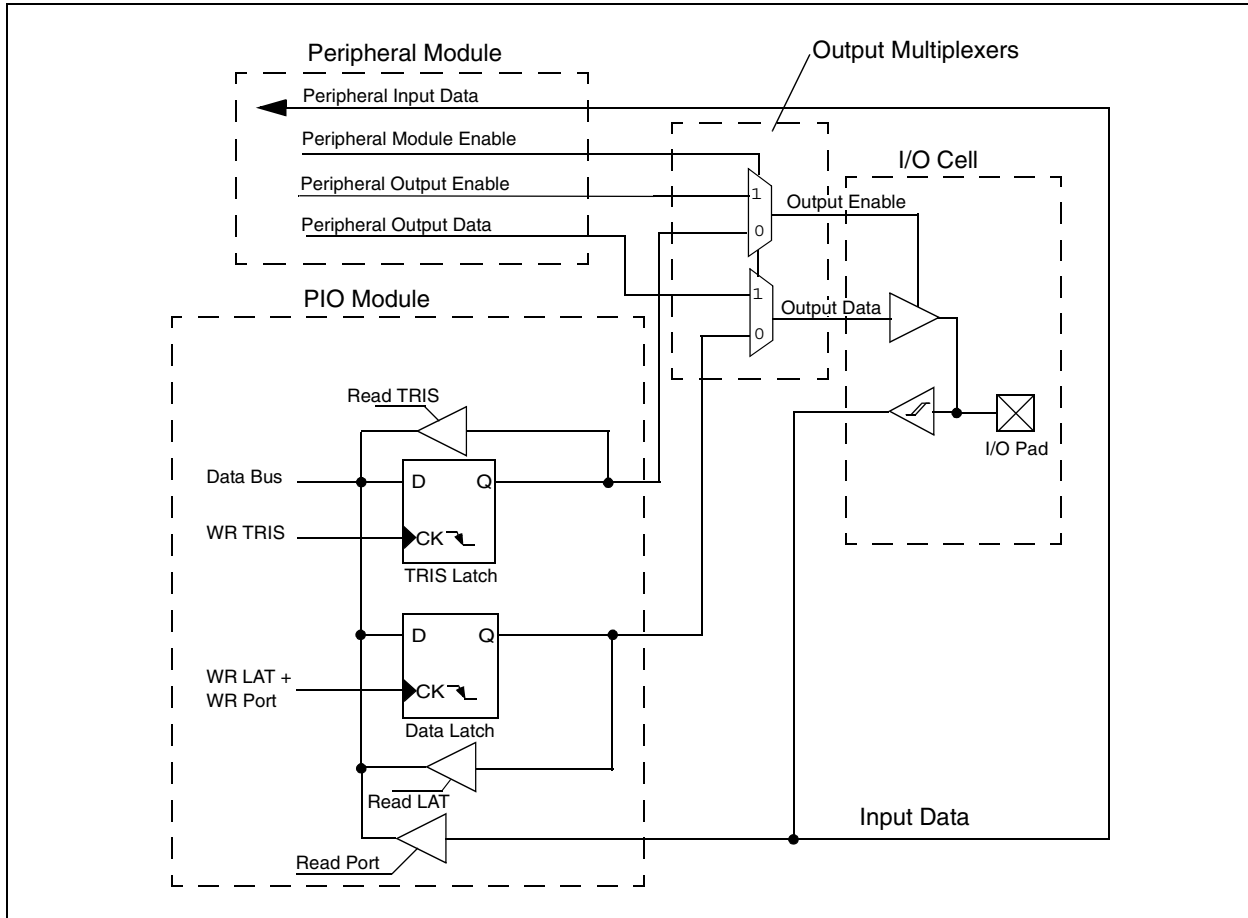 Peripheral Module
Output Multiplexers
Peripheral Input Data
Peripheral Module Enable
I/O Cell
Peripheral Output Enable
1
Output Enable
Peripheral Output Data
0
PIO Module
1
Output Data
0
Read TRIS
I/O Pad
Data Bus
D
Q
WR TRIS
CK
TRIS Latch
D
Q
WR LAT +
WR Port
CK
Data Latch
Read LAT
Input Data
Read Port